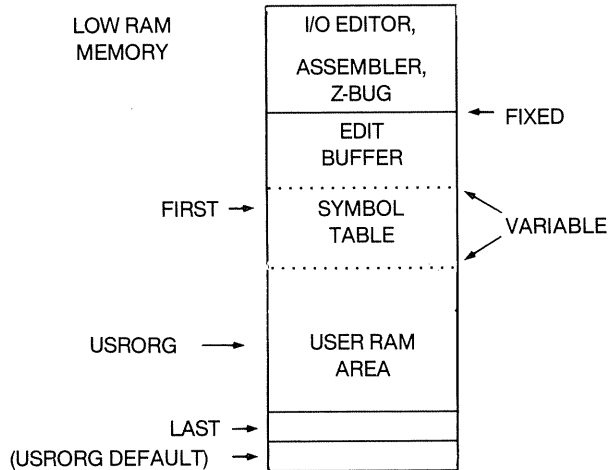 LOW RAM
MEMORY
I/O EDITOR,
ASSEMBLER,
Z-BUG
FIXED
EDIT
BUFFER
FIRST
SYMBOL
TABLE
VARIABLE
USRORG
USER RAM
AREA
LAST
(USRORG DEFAULT)